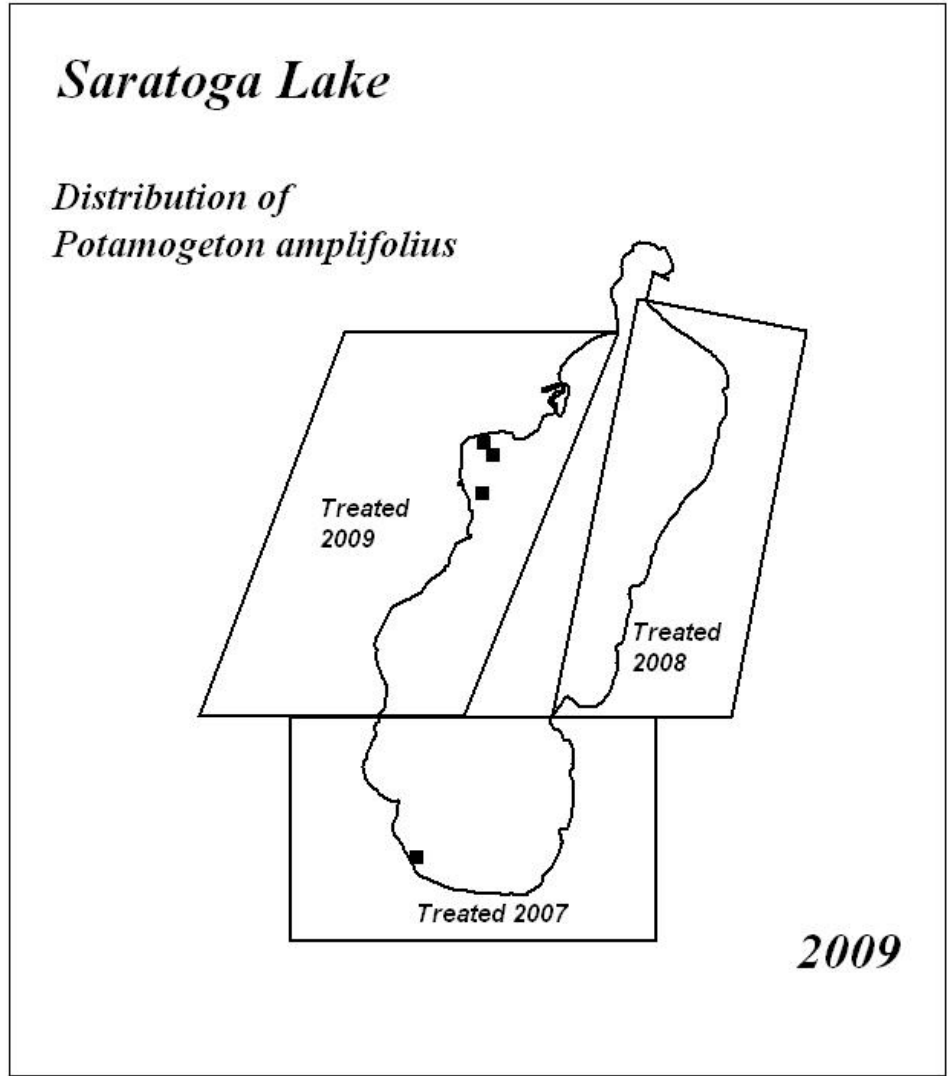 Saratoga Lake
Distribution of
Potamogeton amplifolius
Treated
2009
Treated
2008
Treated 2007
2009